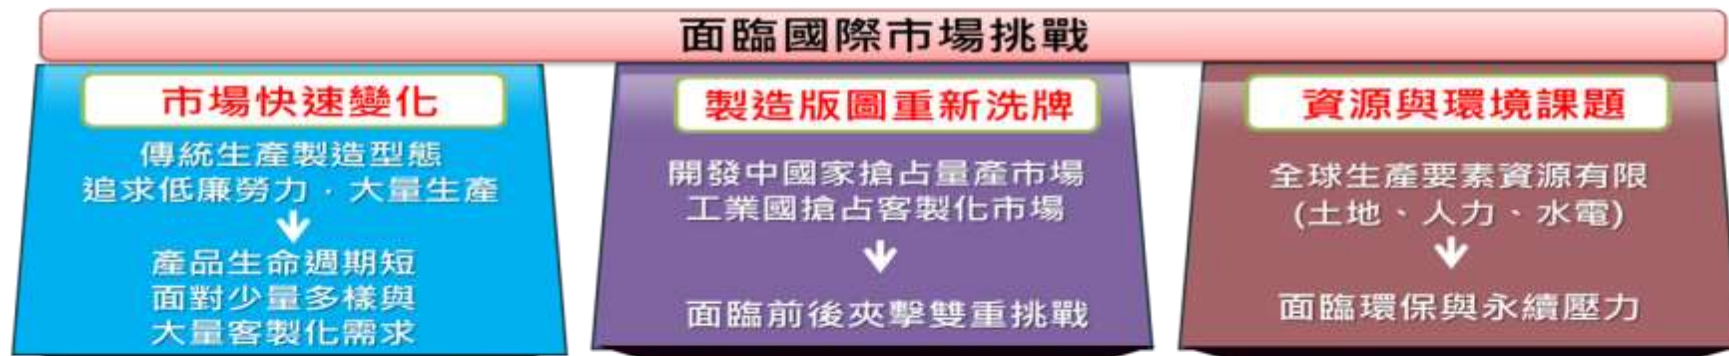 面臨國際市場挑戰
市場快速變化
傳統生產製造型態
追求低廉勞力，大量生產
產品生命週期短
面對少量多樣與
大量客製化需求
製造版圖重新洗牌
開發中國家搶占量產市場
工業國搶占客製化市場
面臨前後夾擊雙重挑戰
資源與環境課題
全球生產要素資源有限
(土地、人力、水電)
面臨環保與永續壓力